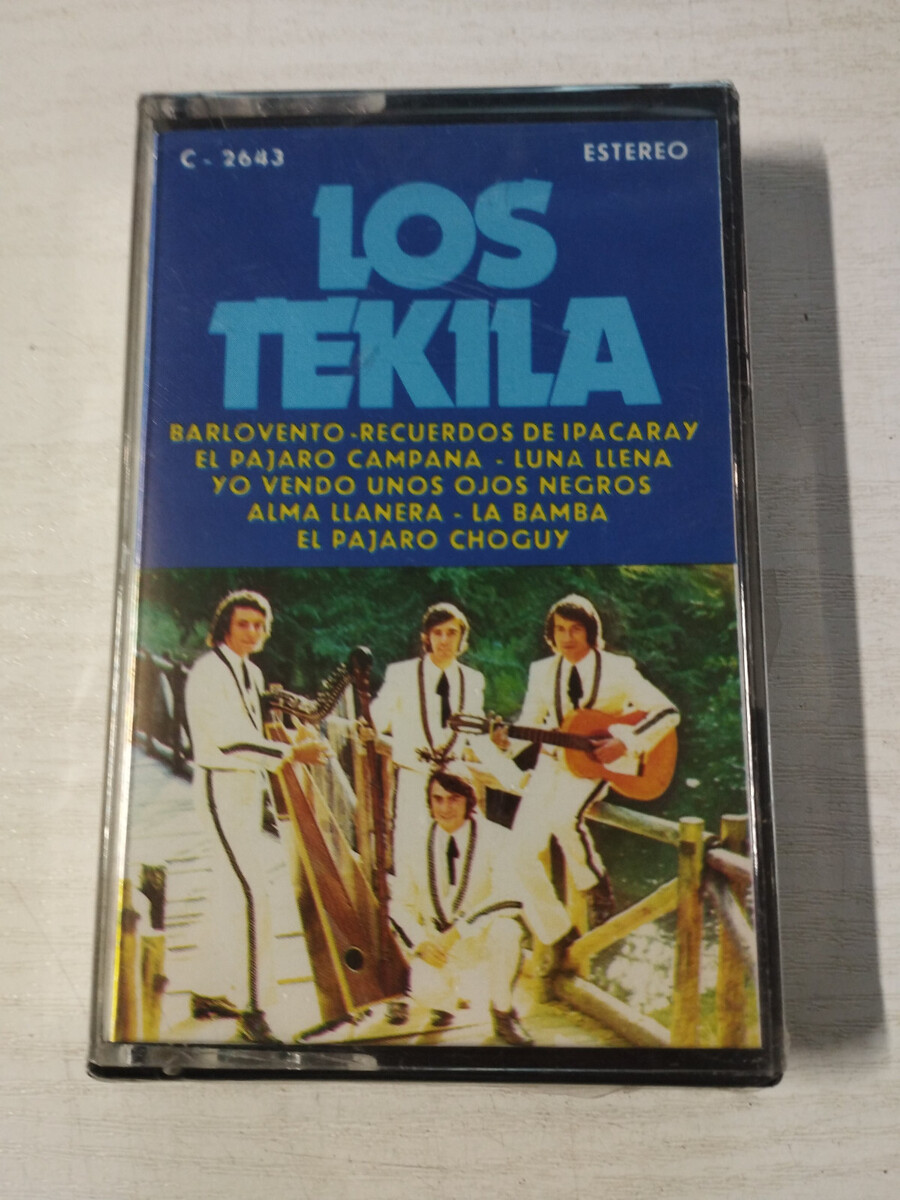 C - 2643 ESTEREO
LOS
TEKILA
BARLOVENTO - RECUERDOS DE IPACARAY
EL PAJARO CAMPANA - LUNA LLENA
YO VENDO UNOS OJOS NEGROS
ALMA LLANERA - LA BAMBA
EL PAJARO CHOGUY